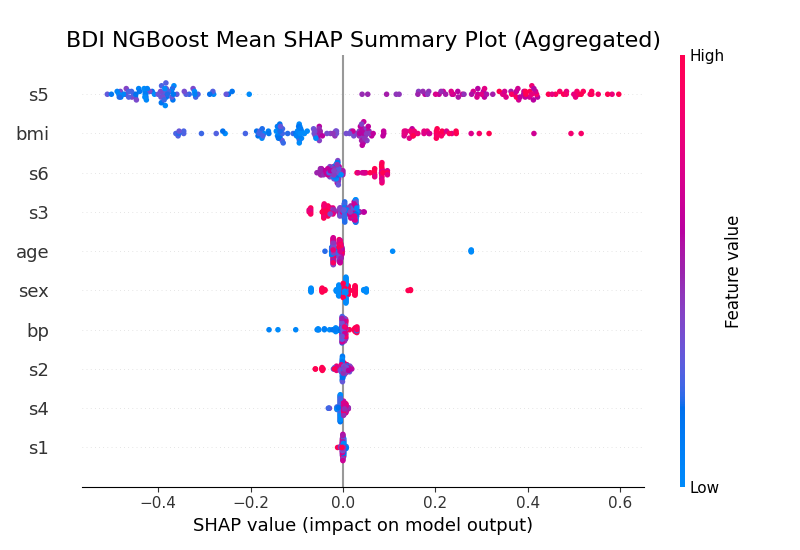 BDI NGBoost Mean SHAP Summary Plot (Aggregated)
High
s5
bmi
s6
s3
age
sex
bp
s2
s4
s1
Feature value
Low
−0.4 −0.2 0.0 0.2 0.4 0.6
SHAP value (impact on model output)